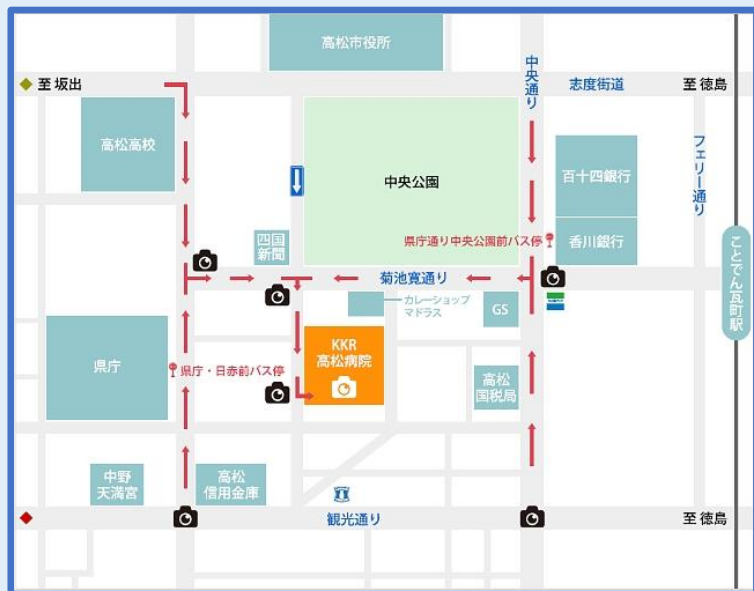 高松市役所
至坂出
中央通り
志度街道
至徳島
高松高校
中央公園
百十四銀行
フェリー通り
四国
新聞
県庁通り中央公園前バス停
香川銀行
ことでん瓦町駅
菊池寛通り
カレーショップ
マドラス
GS
県庁
県庁・日赤前バス停
KKR
高松病院
高松
国税局
中野
天満宮
高松
信用金庫
観光通り
至徳島